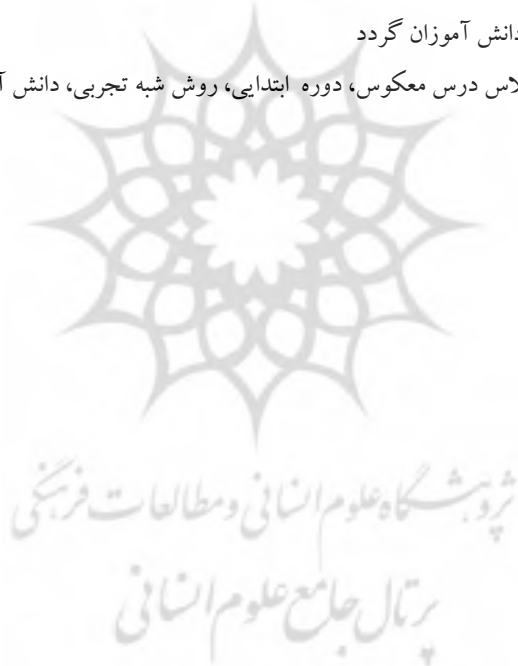 دانش آموزان گردد
لاس درس معکوس، دوره ابتدایی، روش شبه تجربی، دانش آ
پژوهشگاه علوم انسانی و مطالعات فرهنگی
پرتال جامع علوم انسانی